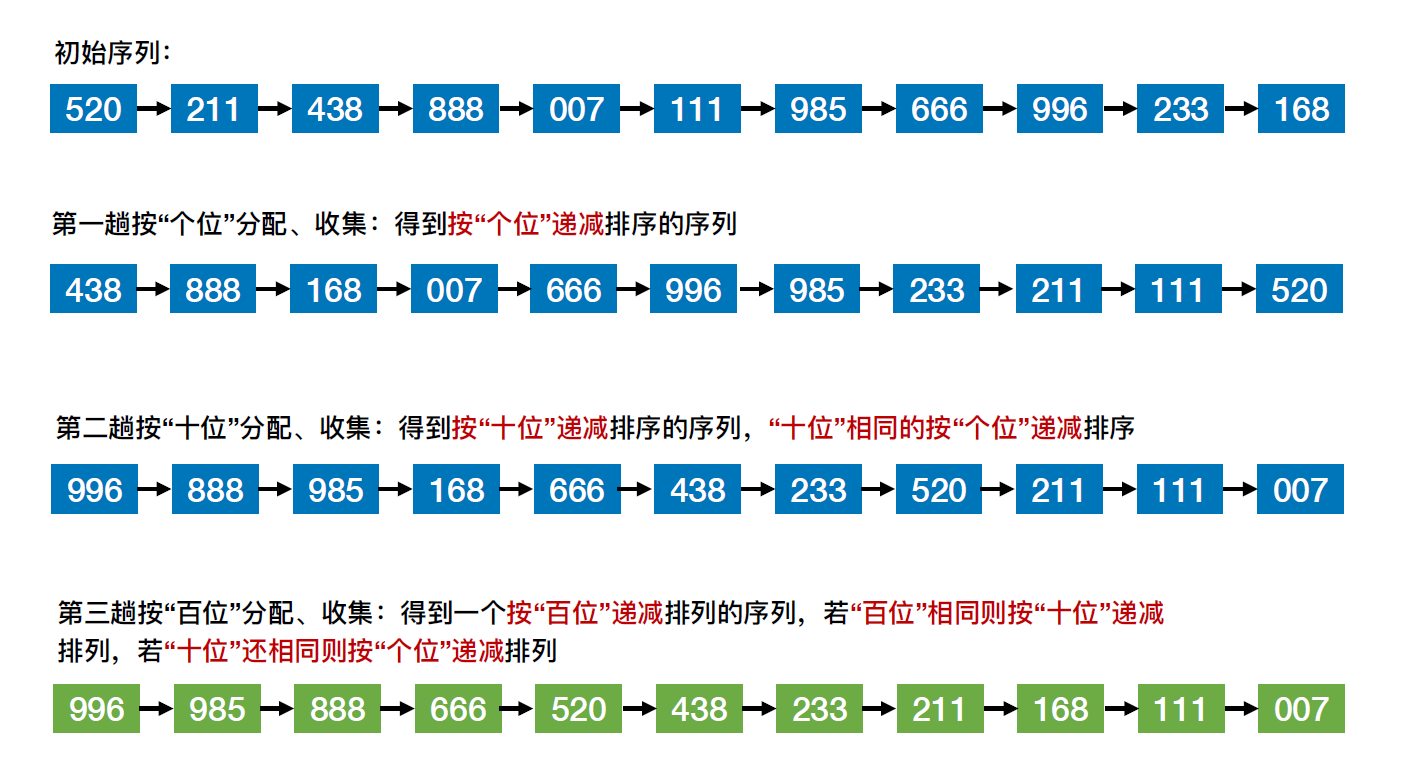 初始序列：
520 211 438 888 007 111 985 666 996 233 168
第一趟按“个位”分配、收集：得到按“个位”递减排序的序列
438 888 168 007 666 996 985 233 211 111 520
第二趟按“十位”分配、收集：得到按“十位”递减排序的序列，“十位”相同的按“个位”递减排序
996 888 985 168 666 438 233 520 211 111 007
第三趟按“百位”分配、收集：得到一个按“百位”递减排列的序列，若“百位”相同则按“十位”递减
排列，若“十位”还相同则按“个位”递减排列
996 985 888 666 520 438 233 211 168 111 007